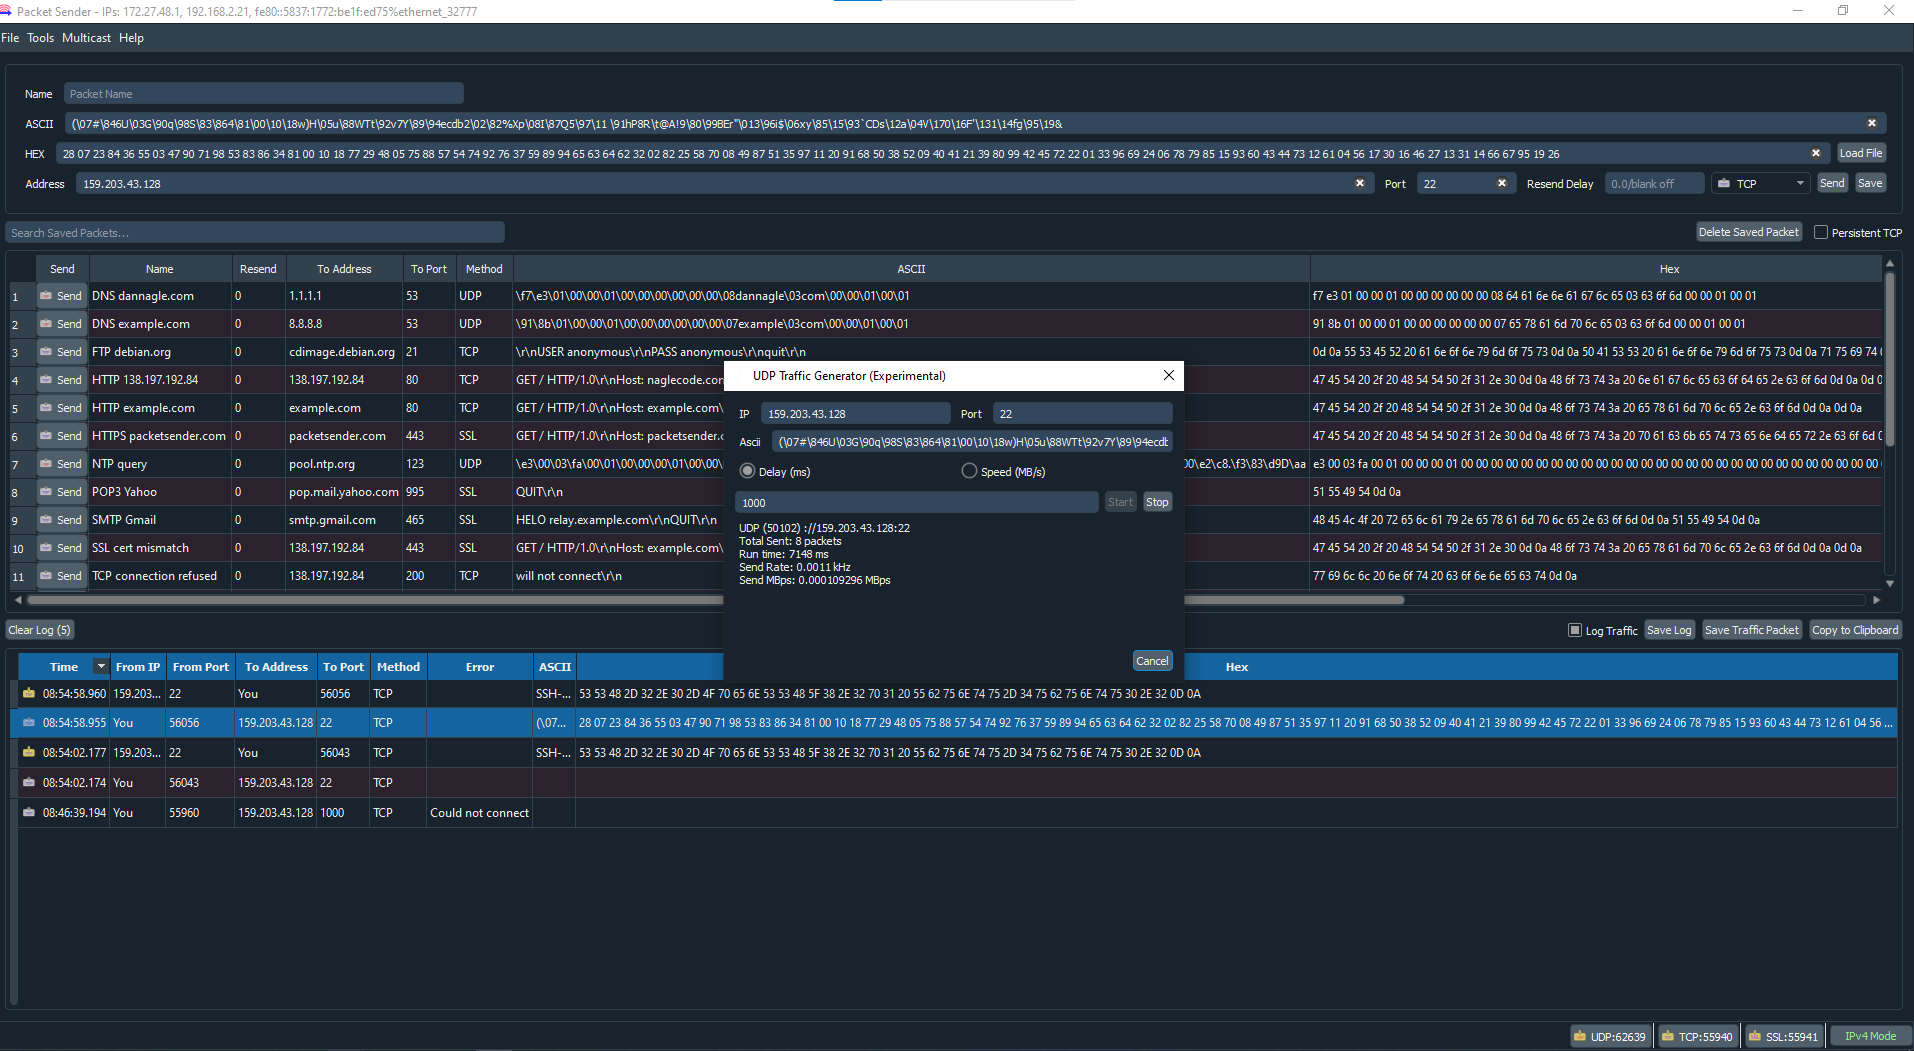 Packet Sender - IPs: 172.27.48.1, 192.168.2.21, fe80::5837:1772:be1f:ed75%ethernet_32777
File Tools Multicast Help
Name Packet Name
ASCII (\07#\846U\03G\90q\98S\83\864\81\00\10\18w)H\05u\88WTt\92v7Y\89\94ecdb2\02\82%Xp\08I\87Q5\97\11 \91hP8R\t@A!9\80\99BEr"\013\96i$\06xy\85\15\93`CDs\12a\04V\170\16F'\131\14fg\95\19&
HEX 28 07 23 84 36 55 03 47 90 71 98 53 83 86 34 81 00 10 18 77 29 48 05 75 88 57 54 74 92 76 37 59 89 94 65 63 64 62 32 02 82 25 58 70 08 49 87 51 35 97 11 20 91 68 50 38 52 09 40 41 21 39 80 99 42 45 72 22 01 33 96 69 24 06 78 79 85 15 93 60 43 44 73 12 61 04 56 17 30 16 46 27 13 31 14 66 67 95 19 26 Load File
Address 159.203.43.128 Port 22 Resend Delay 0.0/blank off TCP Send Save
Search Saved Packets... Delete Saved Packet Persistent TCP
Send Name Resend To Address To Port Method ASCII Hex
1 Send DNS dannagle.com 0 1.1.1.1 53 UDP \f7\e3\01\00\00\01\00\00\00\00\00\00\08dannagle\03com\00\00\01\00\01 f7 e3 01 00 00 01 00 00 00 00 00 00 08 64 61 6e 6e 61 67 6c 65 03 63 6f 6d 00 00 01 00 01
2 Send DNS example.com 0 8.8.8.8 53 UDP \91\8b\01\00\00\01\00\00\00\00\00\00\07example\03com\00\00\01\00\01 91 8b 01 00 00 01 00 00 00 00 00 00 07 65 78 61 6d 70 6c 65 03 63 6f 6d 00 00 01 00 01
3 Send FTP debian.org 0 cdimage.debian.org 21 TCP \r\nUSER anonymous\r\nPASS anonymous\r\nquit\r\n 0d 0a 55 53 45 52 20 61 6e 6f 6e 79 6d 6f 75 73 0d 0a 50 41 53 53 20 61 6e 6f 6e 79 6d 6f 75 73 0d 0a 71 75 69 74
4 Send HTTP 138.197.192.84 0 138.197.192.84 80 TCP GET / HTTP/1.0\r\nHost: naglecode.com 47 45 54 20 2f 20 48 54 54 50 2f 31 2e 30 0d 0a 48 6f 73 74 3a 20 6e 61 67 6c 65 63 6f 64 65 2e 63 6f 6d 0d 0a 0d
5 Send HTTP example.com 0 example.com 80 TCP GET / HTTP/1.0\r\nHost: example.com\ 47 45 54 20 2f 20 48 54 54 50 2f 31 2e 30 0d 0a 48 6f 73 74 3a 20 65 78 61 6d 70 6c 65 2e 63 6f 6d 0d 0a 0d 0a
6 Send HTTPS packetsender.com 0 packetsender.com 443 SSL GET / HTTP/1.0\r\nHost: packetsender.c 47 45 54 20 2f 20 48 54 54 50 2f 31 2e 30 0d 0a 48 6f 73 74 3a 20 70 61 63 6b 65 74 73 65 6e 64 65 72 2e 63 6f 6d
7 Send NTP query 0 pool.ntp.org 123 UDP \e3\00\03\fa\00\01\00\00\00\01\00\00\ 00\e2\c8.\f3\83\d9D\aa e3 00 03 fa 00 01 00 00 00 01 00 00 00 00 00 00 00 00 00 00 00 00 00 00 00 00 00 00 00 00 00 00 00 00 00 00 00 00
8 Send POP3 Yahoo 0 pop.mail.yahoo.com 995 SSL QUIT\r\n 51 55 49 54 0d 0a
9 Send SMTP Gmail 0 smtp.gmail.com 465 SSL HELO relay.example.com\r\nQUIT\r\n 48 45 4c 4f 20 72 65 6c 61 79 2e 65 78 61 6d 70 6c 65 2e 63 6f 6d 0d 0a 51 55 49 54 0d 0a
10 Send SSL cert mismatch 0 138.197.192.84 443 SSL GET / HTTP/1.0\r\nHost: example.com\ 47 45 54 20 2f 20 48 54 54 50 2f 31 2e 30 0d 0a 48 6f 73 74 3a 20 65 78 61 6d 70 6c 65 2e 63 6f 6d 0d 0a 0d 0a
11 Send TCP connection refused 0 138.197.192.84 200 TCP will not connect\r\n 77 69 6c 6c 20 6e 6f 74 20 63 6f 6e 6e 65 63 74 0d 0a
UDP Traffic Generator (Experimental)
IP 159.203.43.128 Port 22
Ascii (\07#\846U\03G\90q\98S\83\864\81\00\10\18w)H\05u\88WTt\92v7Y\89\94ecdb
Delay (ms) Speed (MB/s)
1000 Start Stop
UDP (50102) ://159.203.43.128:22
Total Sent: 8 packets
Run time: 7148 ms
Send Rate: 0.0011 kHz
Send MBps: 0.000109296 MBps
Cancel
Clear Log (5) Log Traffic Save Log Save Traffic Packet Copy to Clipboard
Time From IP From Port To Address To Port Method Error ASCII Hex
08:54:58.960 159.203... 22 You 56056 TCP SSH-... 53 53 48 2D 32 2E 30 2D 4F 70 65 6E 53 53 48 5F 38 2E 32 70 31 20 55 62 75 6E 74 75 2D 34 75 62 75 6E 74 75 30 2E 32 0D 0A
08:54:58.955 You 56056 159.203.43.128 22 TCP (\07... 28 07 23 84 36 55 03 47 90 71 98 53 83 86 34 81 00 10 18 77 29 48 05 75 88 57 54 74 92 76 37 59 89 94 65 63 64 62 32 02 82 25 58 70 08 49 87 51 35 97 11 20 91 68 50 38 52 09 40 41 21 39 80 99 42 45 72 22 01 33 96 69 24 06 78 79 85 15 93 60 43 44 73 12 61 04 56 ...
08:54:02.177 159.203... 22 You 56043 TCP SSH-... 53 53 48 2D 32 2E 30 2D 4F 70 65 6E 53 53 48 5F 38 2E 32 70 31 20 55 62 75 6E 74 75 2D 34 75 62 75 6E 74 75 30 2E 32 0D 0A
08:54:02.174 You 56043 159.203.43.128 22 TCP
08:46:39.194 You 55960 159.203.43.128 1000 TCP Could not connect
UDP:62639 TCP:55940 SSL:55941 IPv4 Mode